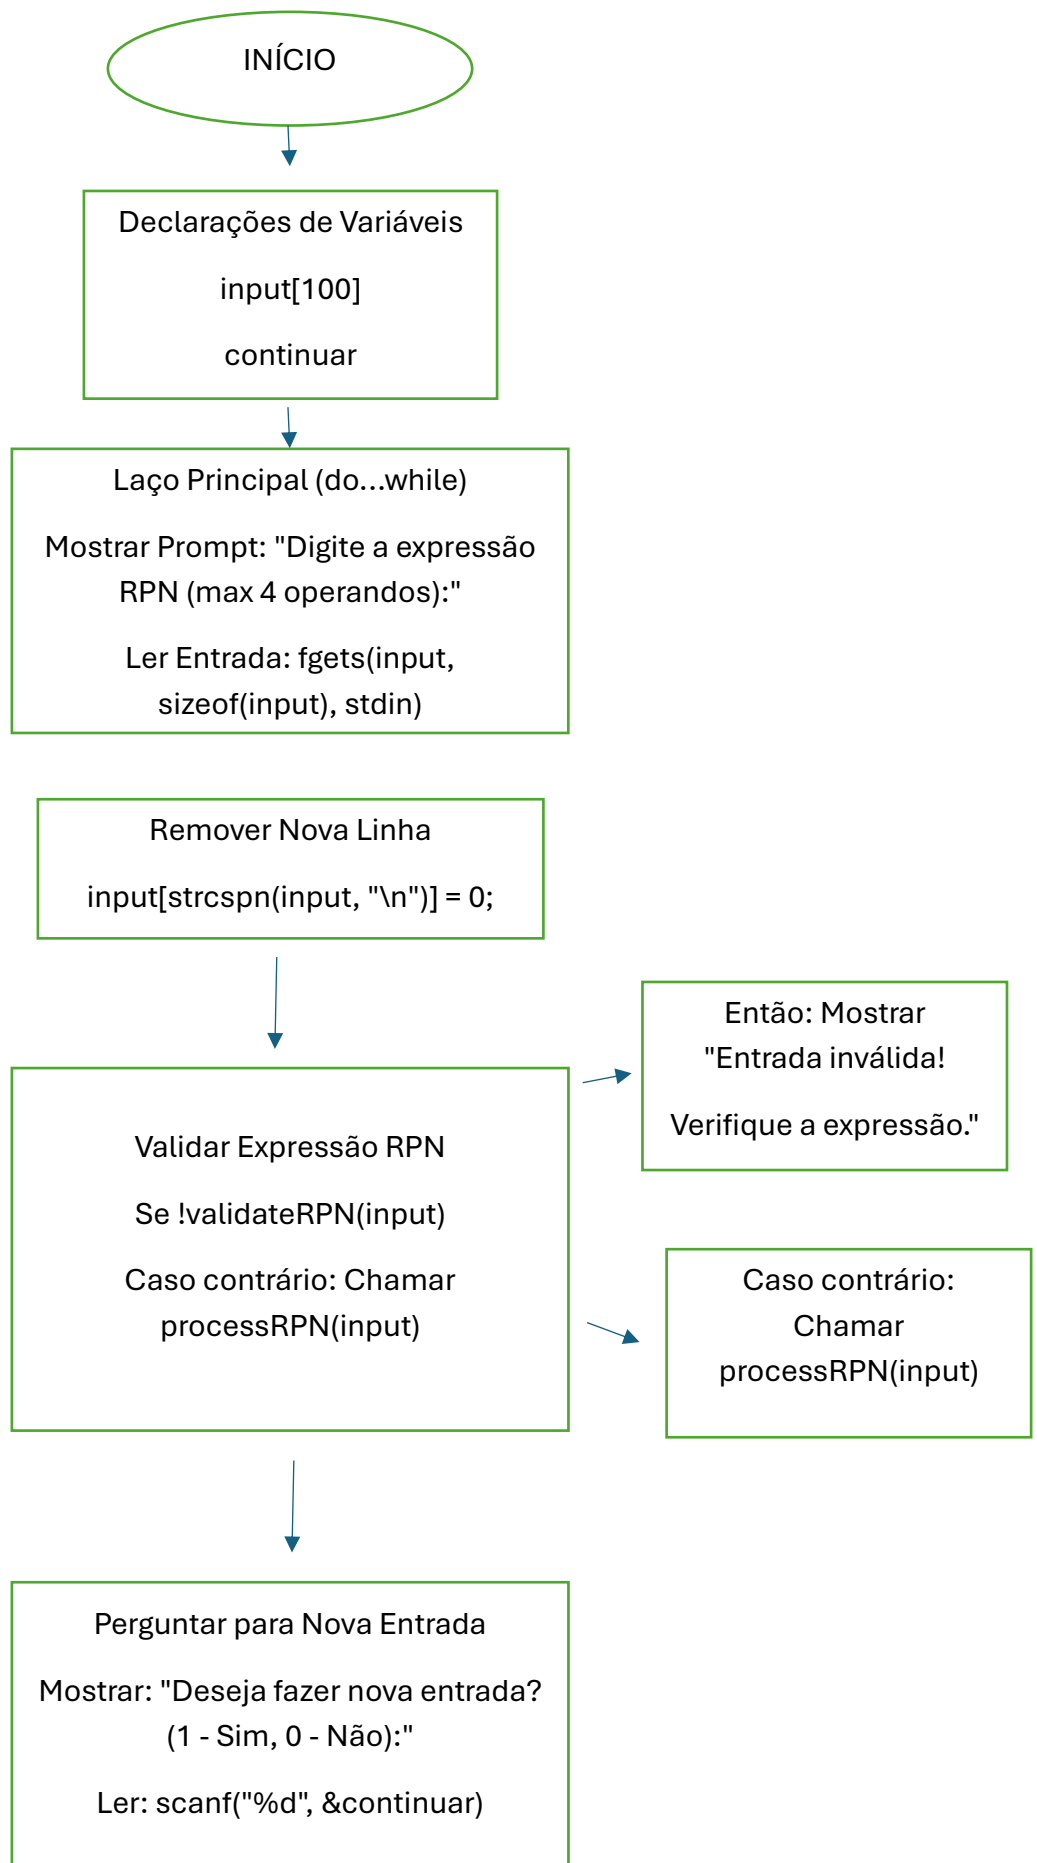 INÍCIO
Declarações de Variáveis
input[100]
continuar
Laço Principal (do...while)
Mostrar Prompt: "Digite a expressão
RPN (max 4 operandos):"
Ler Entrada: fgets(input,
sizeof(input), stdin)
Remover Nova Linha
input[strcspn(input, "\n")] = 0;
Então: Mostrar
"Entrada inválida!
Verifique a expressão."
Validar Expressão RPN
Se !validateRPN(input)
Caso contrário: Chamar
processRPN(input)
Caso contrário:
Chamar
processRPN(input)
Perguntar para Nova Entrada
Mostrar: "Deseja fazer nova entrada?
(1 - Sim, 0 - Não):"
Ler: scanf("%d", &continuar)